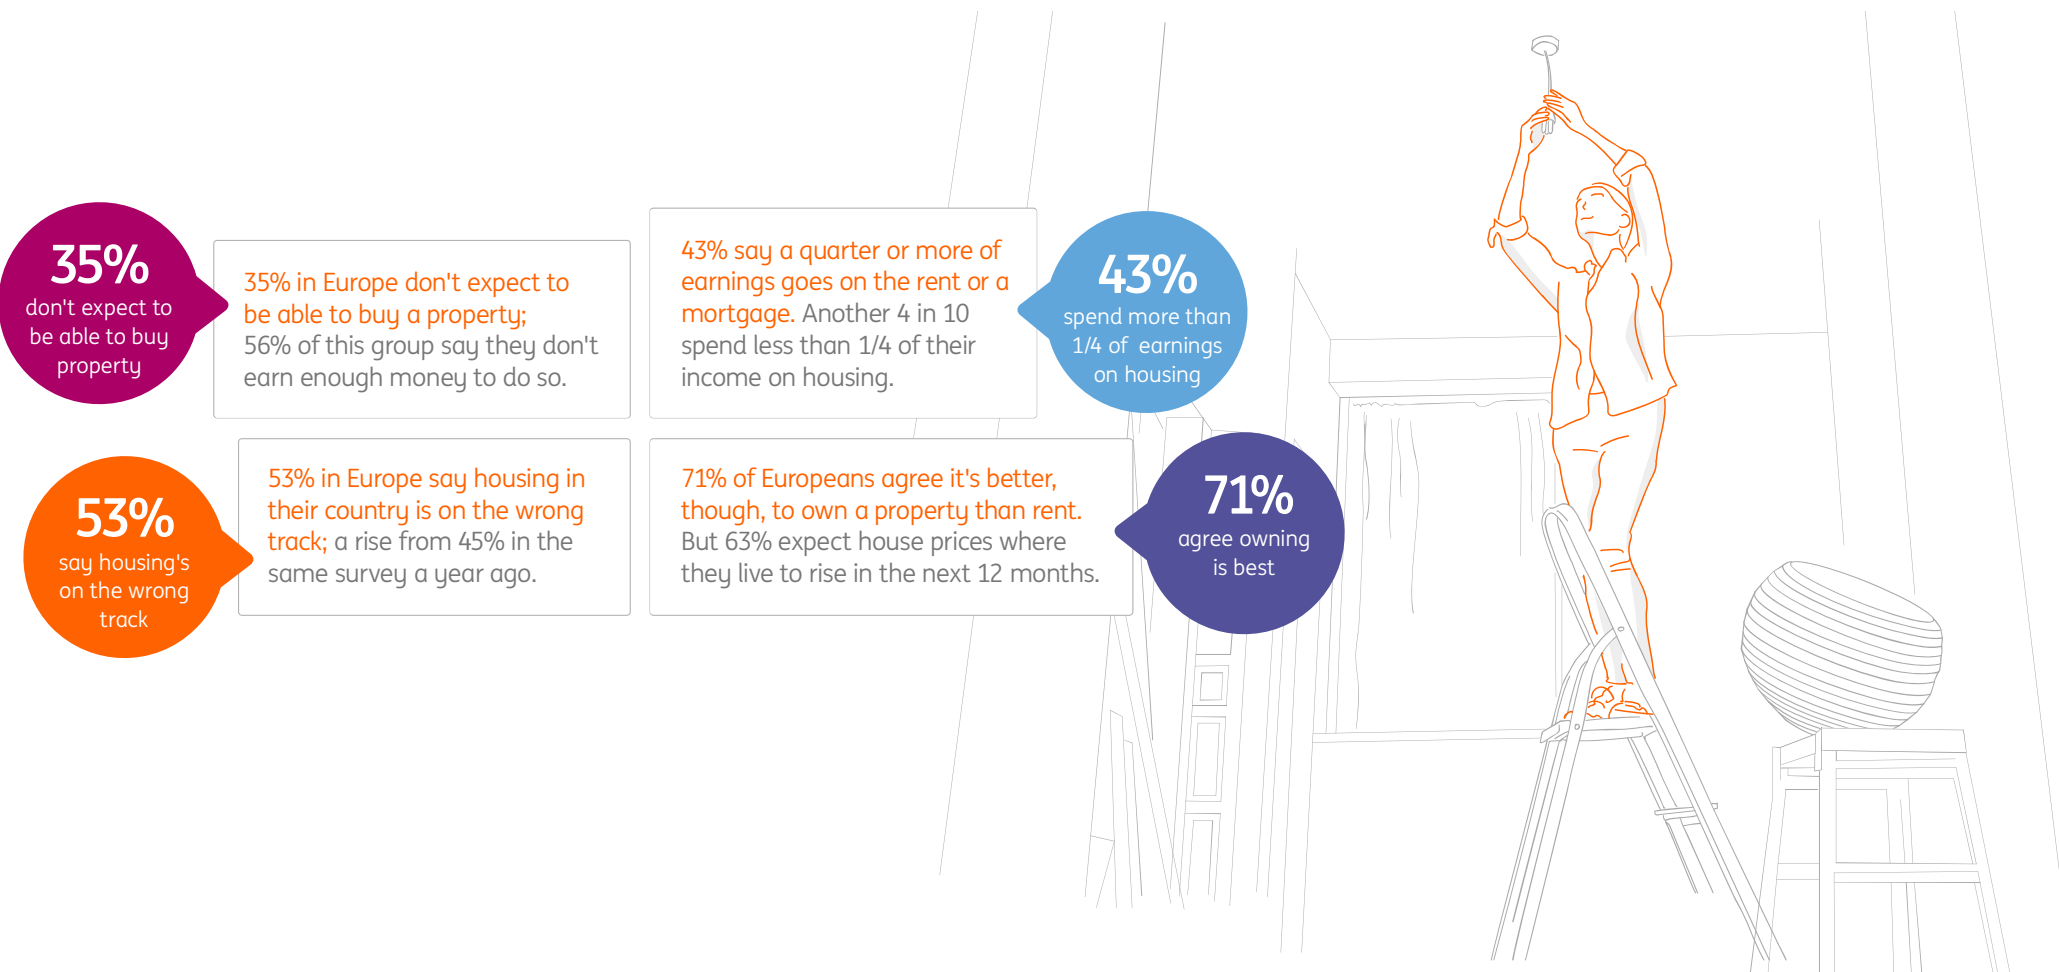 35%
don't expect to
be able to buy
property
35% in Europe don't expect to
be able to buy a property;
56% of this group say they don't
earn enough money to do so.
43% say a quarter or more of
earnings goes on the rent or a
mortgage. Another 4 in 10
spend less than 1/4 of their
income on housing.
43%
spend more than
1/4 of earnings
on housing
53%
say housing's
on the wrong
track
53% in Europe say housing in
their country is on the wrong
track; a rise from 45% in the
same survey a year ago.
71% of Europeans agree it's better,
though, to own a property than rent.
But 63% expect house prices where
they live to rise in the next 12 months.
71%
agree owning
is best